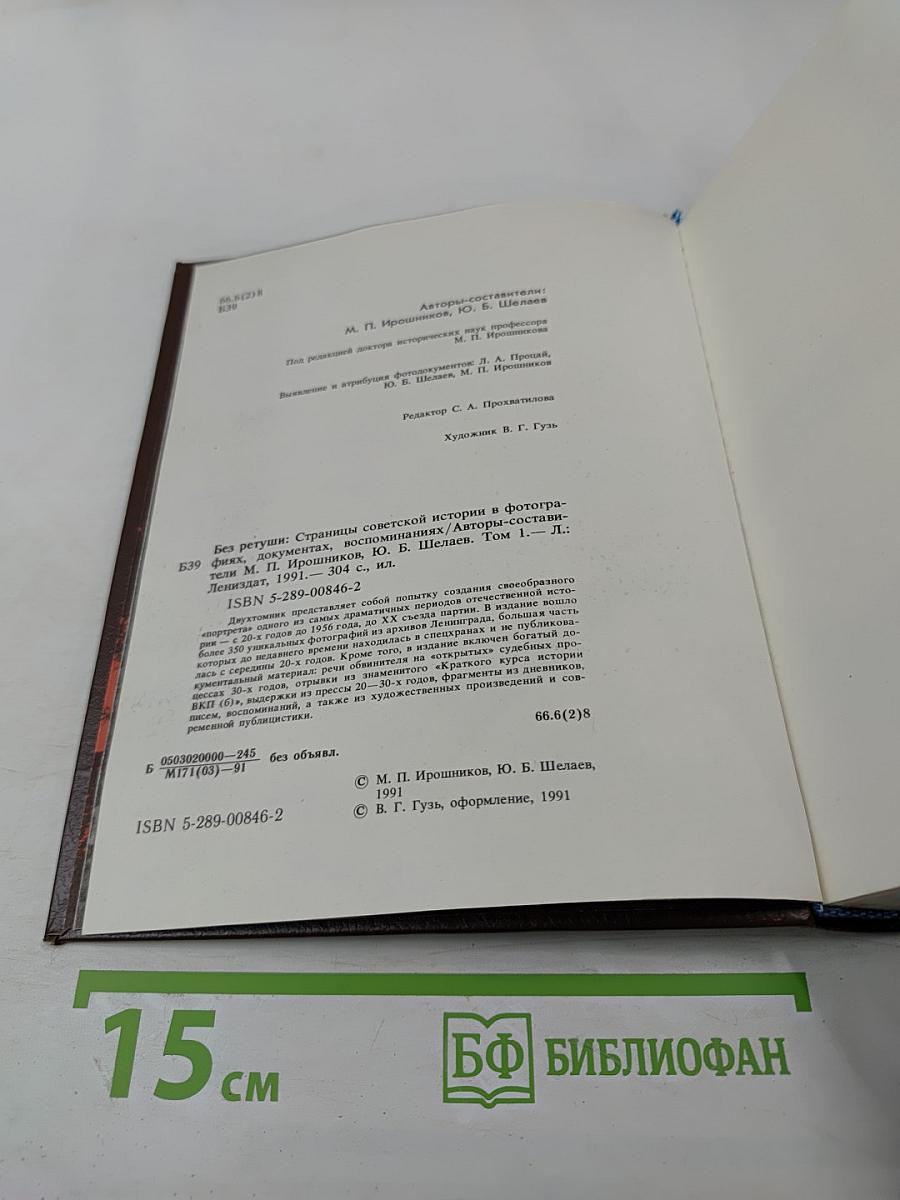 66.6(2)8
Б39
Авторы-составители:
М. П. Ирошников, Ю. Б. Шелаев
Под редакцией доктора исторических наук профессора
М. П. Ирошникова
Выявление и атрибуция фотодокументов: Л. А. Процай,
Ю. Б. Шелаев, М. П. Ирошников
Редактор С. А. Прохватилова
Художник В. Г. Гузь
Без ретуши: Страницы советской истории в фотогра-
Б39 фиях, документах, воспоминаниях/Авторы-состави-
тели М. П. Ирошников, Ю. Б. Шелаев. Том 1.— Л.:
Лениздат, 1991.— 304 с., ил.
ISBN 5-289-00846-2
Двухтомник представляет собой попытку создания своеобразного
«портрета» одного из самых драматичных периодов отечественной исто-
рии — с 20-х годов до 1956 года, до XX съезда партии. В издание вошло
более 350 уникальных фотографий из архивов Ленинграда, большая часть
которых до недавнего времени находилась в спецхранах и не публикова-
лась с середины 20-х годов. Кроме того, в издание включен богатый до-
кументальный материал: речи обвинителя на «открытых» судебных про-
цессах 30-х годов, отрывки из знаменитого «Краткого курса истории
ВКП (б)», выдержки из прессы 20—30-х годов, фрагменты из дневников,
писем, воспоминаний, а также из художественных произведений и сов-
ременной публицистики.
66.6(2)8
Б 0503020000—245 без объявл.
М171(03)—91
© М. П. Ирошников, Ю. Б. Шелаев,
1991
© В. Г. Гузь, оформление, 1991
ISBN 5-289-00846-2
15 см
БФ БИБЛИОФАН